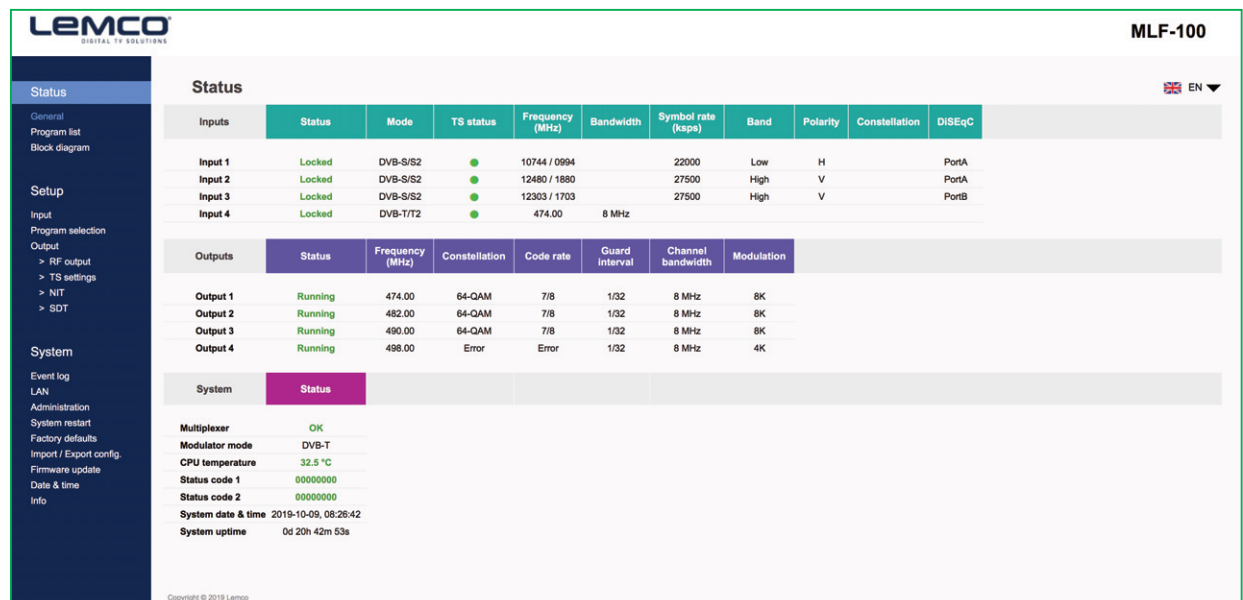 LEMCO
DIGITAL TV SOLUTIONS
MLF-100
Status
General
Program list
Block diagram
Setup
Input
Program selection
Output
> RF output
> TS settings
> NIT
> SDT
System
Event log
LAN
Administration
System restart
Factory defaults
Import / Export config.
Firmware update
Date & time
Info
Status
EN
Inputs Status Mode TS status Frequency (MHz) Bandwidth Symbol rate (ksps) Band Polarity Constellation DiSEqC
Input 1 Locked DVB-S/S2 10744 / 0994 22000 Low H PortA
Input 2 Locked DVB-S/S2 12480 / 1880 27500 High V PortA
Input 3 Locked DVB-S/S2 12303 / 1703 27500 High V PortB
Input 4 Locked DVB-T/T2 474.00 8 MHz
Outputs Status Frequency (MHz) Constellation Code rate Guard interval Channel bandwidth Modulation
Output 1 Running 474.00 64-QAM 7/8 1/32 8 MHz 8K
Output 2 Running 482.00 64-QAM 7/8 1/32 8 MHz 8K
Output 3 Running 490.00 64-QAM 7/8 1/32 8 MHz 8K
Output 4 Running 498.00 Error Error 1/32 8 MHz 4K
System Status
Multiplexer OK
Modulator mode DVB-T
CPU temperature 32.5 °C
Status code 1 00000000
Status code 2 00000000
System date & time 2019-10-09, 08:26:42
System uptime 0d 20h 42m 53s
Copyright © 2019 Lemco